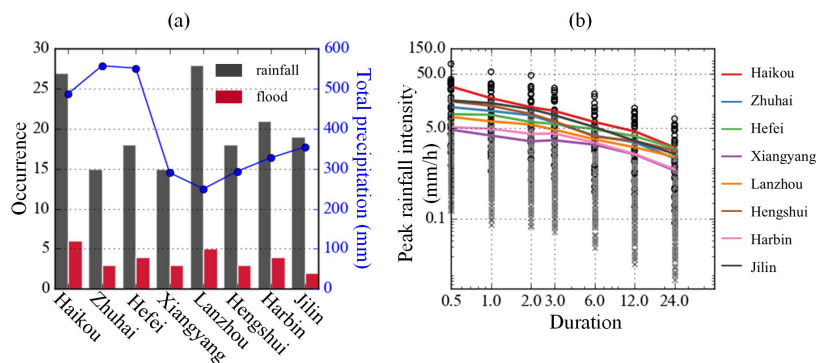 (a)
(b)
30
25
20
15
10
5
0
Occurrence
600
500
400
300
200
100
0
Total precipitation (mm)
rainfall
flood
Haikou
Zhuhai
Hefei
Xiangyang
Lanzhou
Hengshui
Harbin
Jilin
150.0
50.0
5.0
0.1
Peak rainfall intensity
(mm/h)
0.5 1.0 2.0 3.0 6.0 12.0 24.0
Duration
Haikou
Zhuhai
Hefei
Xiangyang
Lanzhou
Hengshui
Harbin
Jilin